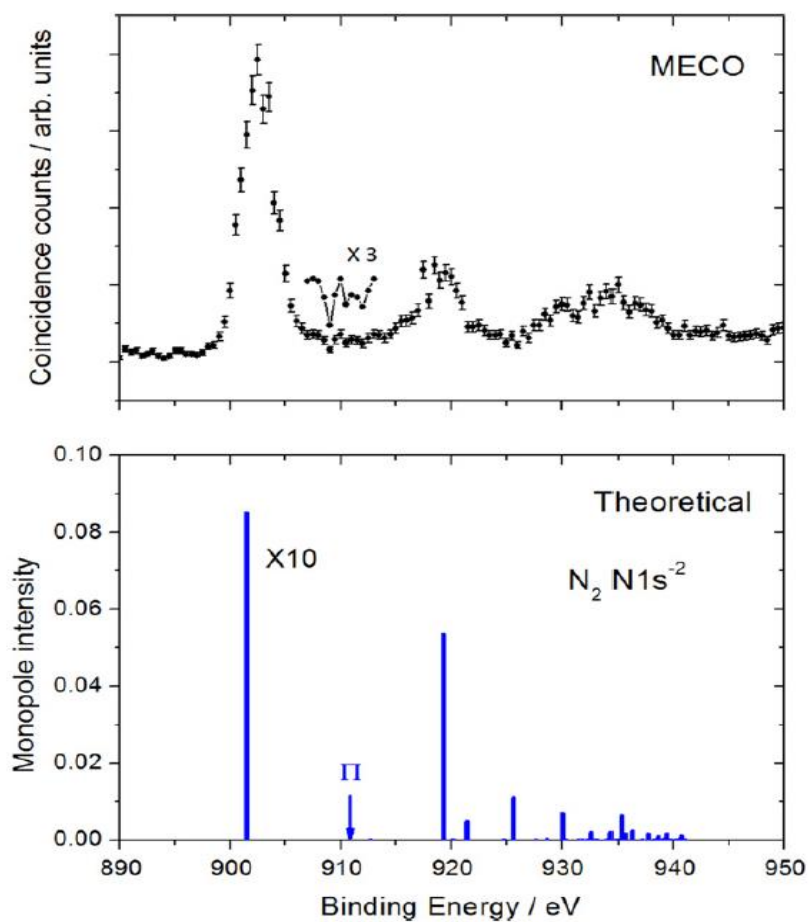 MECO
Coincidence counts / arb. units
X 3
0.10
0.08
0.06
0.04
0.02
0.00
Monopole intensity
Theoretical
X10
N₂ N1s⁻²
Π
890 900 910 920 930 940 950
Binding Energy / eV